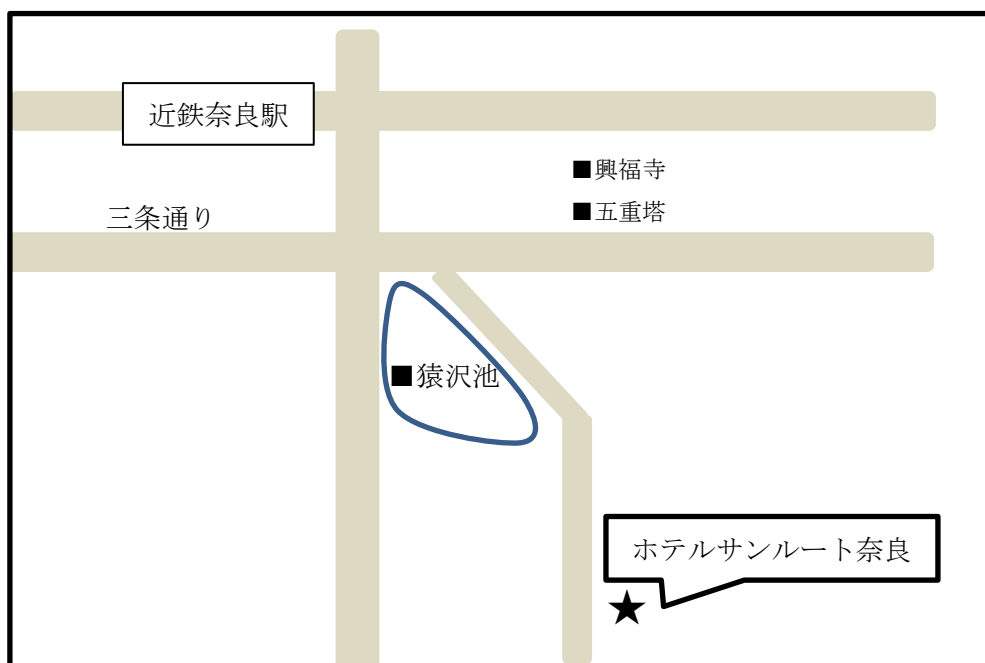 近鉄奈良駅
■興福寺
■五重塔
三条通り
■猿沢池
ホテルサンルート奈良
★